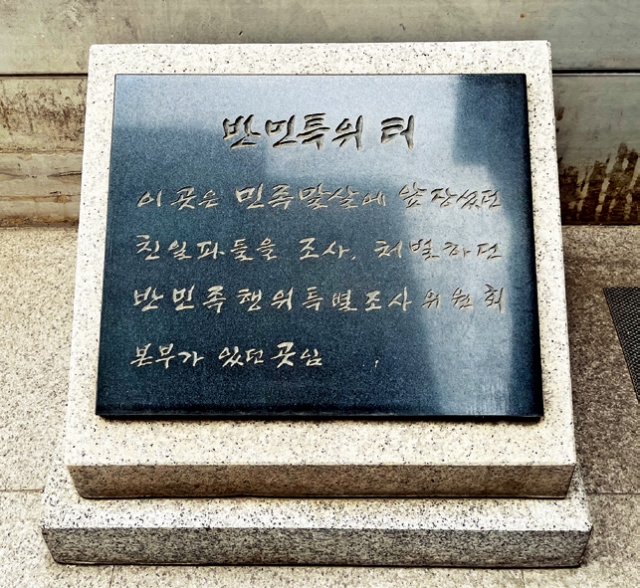 반민특위 터
이 곳은 민족말살에 앞장섰던
친일파들을 조사, 처벌하던
반민족행위특별조사위원회
본부가 있던 곳임